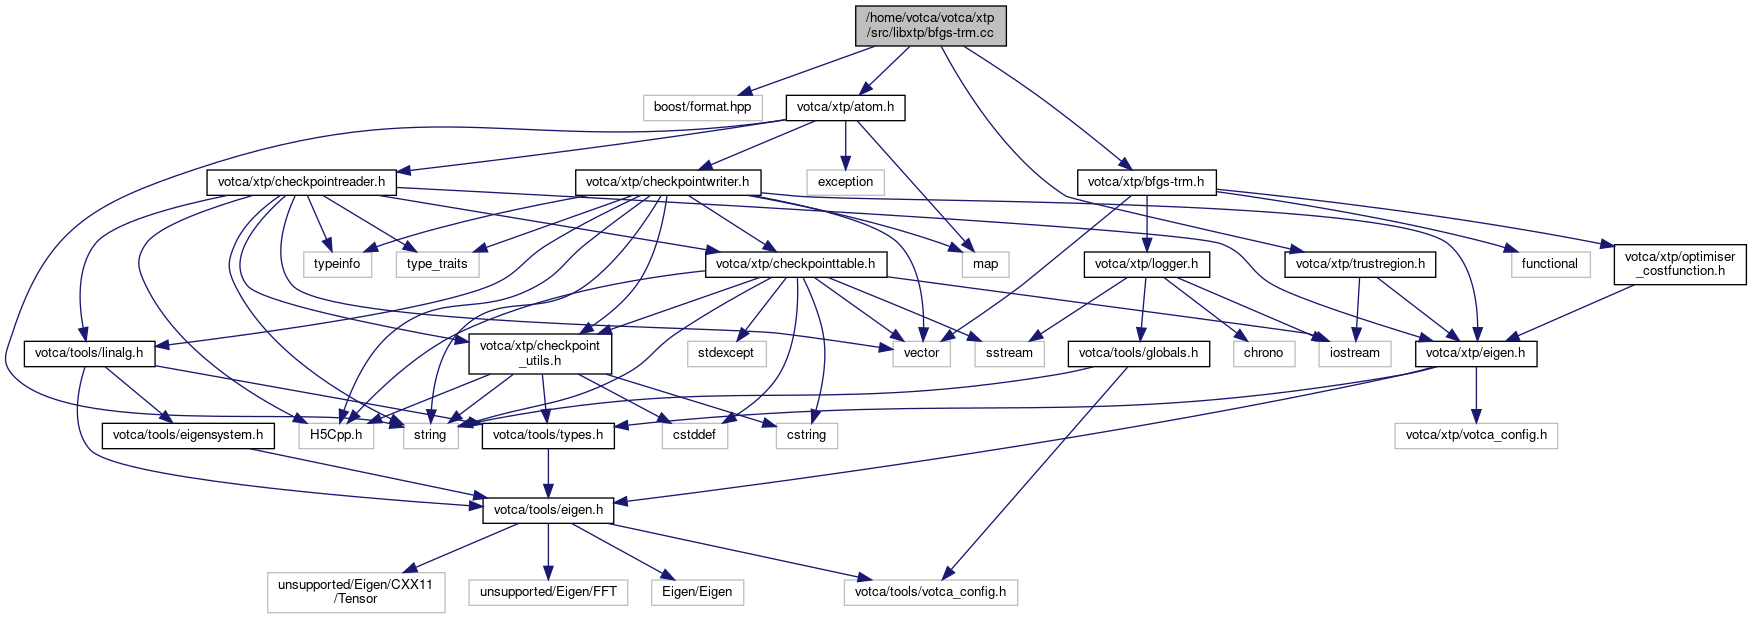 /home/votca/votca/xtp
/src/libxtp/bfgs-trm.cc
boost/format.hpp
votca/xtp/atom.h
votca/xtp/checkpointreader.h
votca/xtp/checkpointwriter.h
exception
votca/xtp/bfgs-trm.h
typeinfo
type_traits
votca/xtp/checkpointtable.h
map
votca/xtp/logger.h
votca/xtp/trustregion.h
functional
votca/xtp/optimiser
_costfunction.h
votca/tools/linalg.h
votca/xtp/checkpoint
_utils.h
stdexcept
vector
sstream
votca/tools/globals.h
chrono
iostream
votca/xtp/eigen.h
votca/tools/eigensystem.h
H5Cpp.h
string
votca/tools/types.h
cstddef
cstring
votca/xtp/votca_config.h
votca/tools/eigen.h
unsupported/Eigen/CXX11
/Tensor
unsupported/Eigen/FFT
Eigen/Eigen
votca/tools/votca_config.h